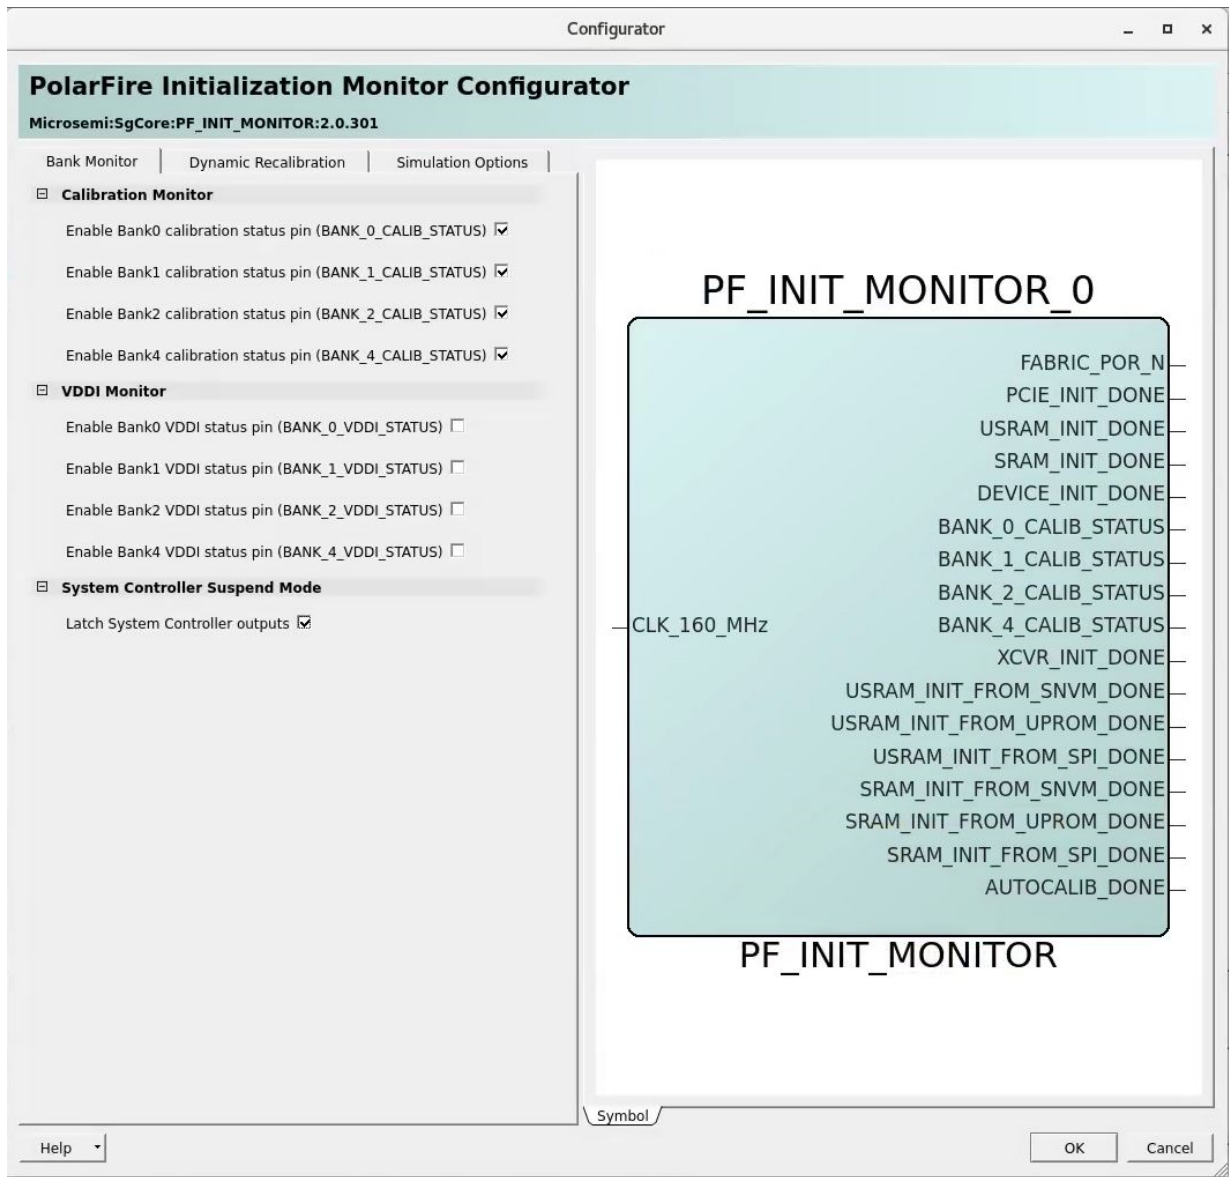 Configurator
PolarFire Initialization Monitor Configurator
Microsemi:SgCore:PF_INIT_MONITOR:2.0.301
Bank Monitor
Dynamic Recalibration
Simulation Options
Calibration Monitor
Enable Bank0 calibration status pin (BANK_0_CALIB_STATUS)
Enable Bank1 calibration status pin (BANK_1_CALIB_STATUS)
Enable Bank2 calibration status pin (BANK_2_CALIB_STATUS)
Enable Bank4 calibration status pin (BANK_4_CALIB_STATUS)
VDDI Monitor
Enable Bank0 VDDI status pin (BANK_0_VDDI_STATUS)
Enable Bank1 VDDI status pin (BANK_1_VDDI_STATUS)
Enable Bank2 VDDI status pin (BANK_2_VDDI_STATUS)
Enable Bank4 VDDI status pin (BANK_4_VDDI_STATUS)
System Controller Suspend Mode
Latch System Controller outputs
PF_INIT_MONITOR_0
FABRIC_POR_N
PCIE_INIT_DONE
USRAM_INIT_DONE
SRAM_INIT_DONE
DEVICE_INIT_DONE
BANK_0_CALIB_STATUS
BANK_1_CALIB_STATUS
BANK_2_CALIB_STATUS
CLK_160_MHz
BANK_4_CALIB_STATUS
XCVR_INIT_DONE
USRAM_INIT_FROM_SNVM_DONE
USRAM_INIT_FROM_UPROM_DONE
USRAM_INIT_FROM_SPI_DONE
SRAM_INIT_FROM_SNVM_DONE
SRAM_INIT_FROM_UPROM_DONE
SRAM_INIT_FROM_SPI_DONE
AUTOCALIB_DONE
PF_INIT_MONITOR
Symbol
Help
OK
Cancel